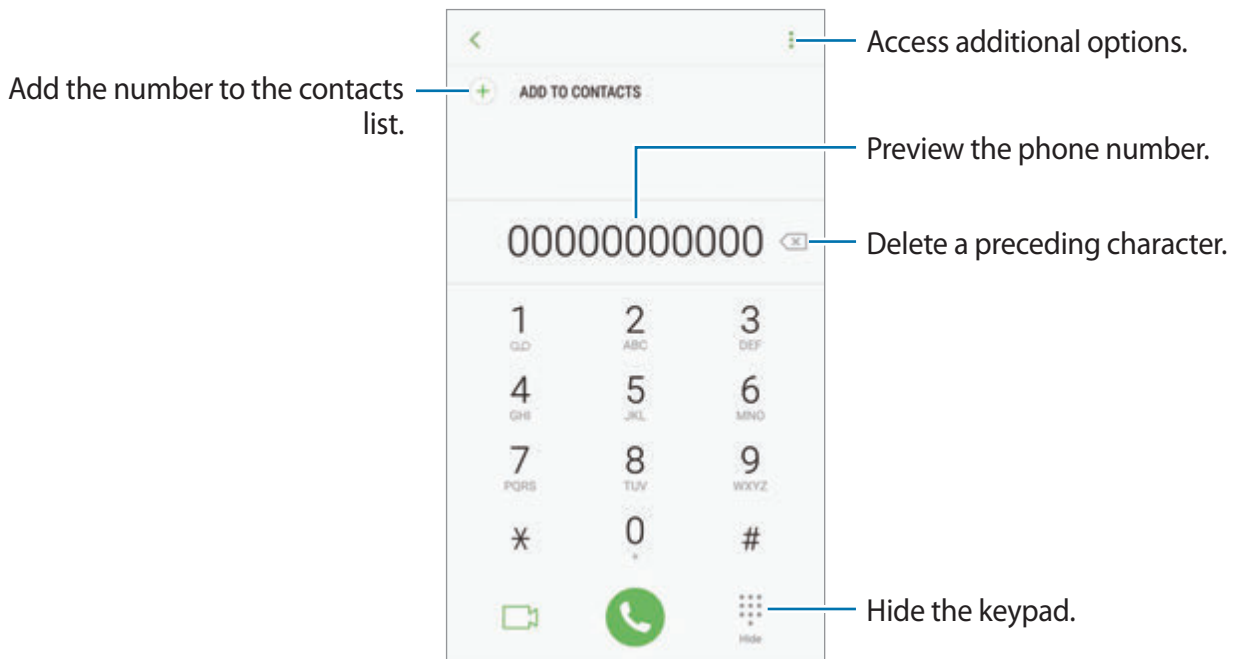 Access additional options.
Add the number to the contacts
list.
ADD TO CONTACTS
Preview the phone number.
00000000000
Delete a preceding character.
1 2 3
ABC DEF
4 5 6
GHI JKL MNO
7 8 9
PQRS TUV WXYZ
* 0 #
+
Hide the keypad.
Hide